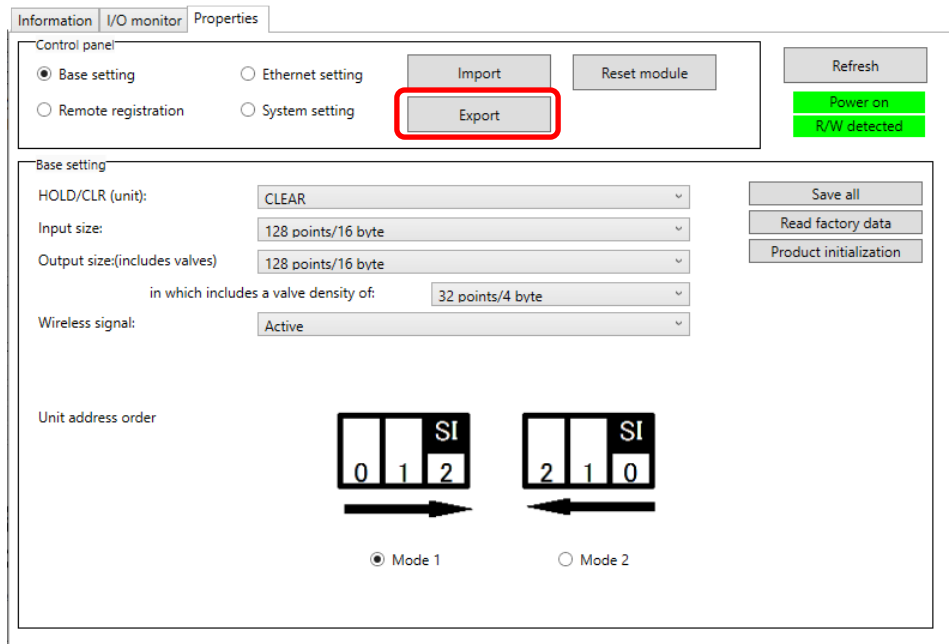 Information I/O monitor Properties
Control panel
Base setting Ethernet setting Import Reset module Refresh
Remote registration System setting Export Power on
R/W detected
Base setting
HOLD/CLR (unit): CLEAR Save all
Input size: 128 points/16 byte Read factory data
Output size:(includes valves) 128 points/16 byte Product initialization
in which includes a valve density of: 32 points/4 byte
Wireless signal: Active
Unit address order
SI SI
0 1 2 2 1 0
Mode 1 Mode 2